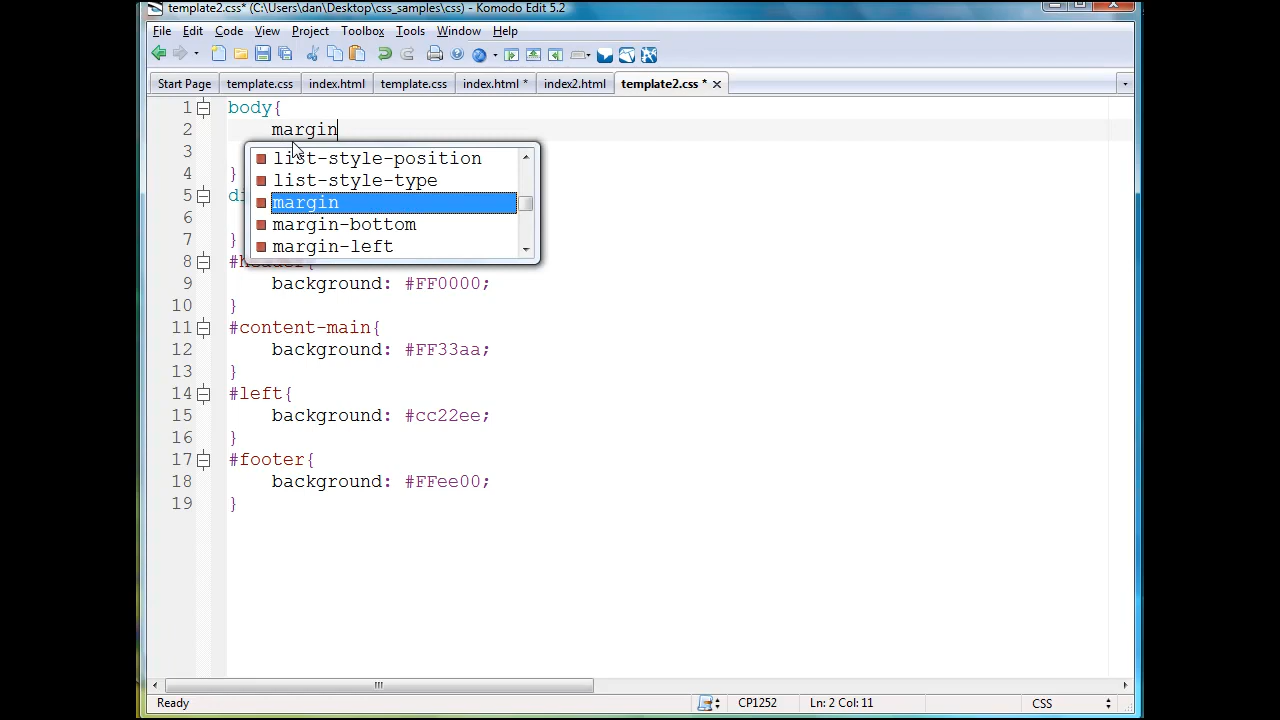 template2.css* (C:\Users\dan\Desktop\css_samples\css) - Komodo Edit 5.2
File Edit Code View Project Toolbox Tools Window Help
Start Page template.css index.html template.css index.html * index2.html template2.css *
1 body{
2 margin
3
4 }
5 di
6
7 }
8 #header{
9 background: #FF0000;
10 }
11 #content-main{
12 background: #FF33aa;
13 }
14 #left{
15 background: #cc22ee;
16 }
17 #footer{
18 background: #FFee00;
19 }
list-style-position
list-style-type
margin
margin-bottom
margin-left
Ready CP1252 Ln: 2 Col: 11 CSS